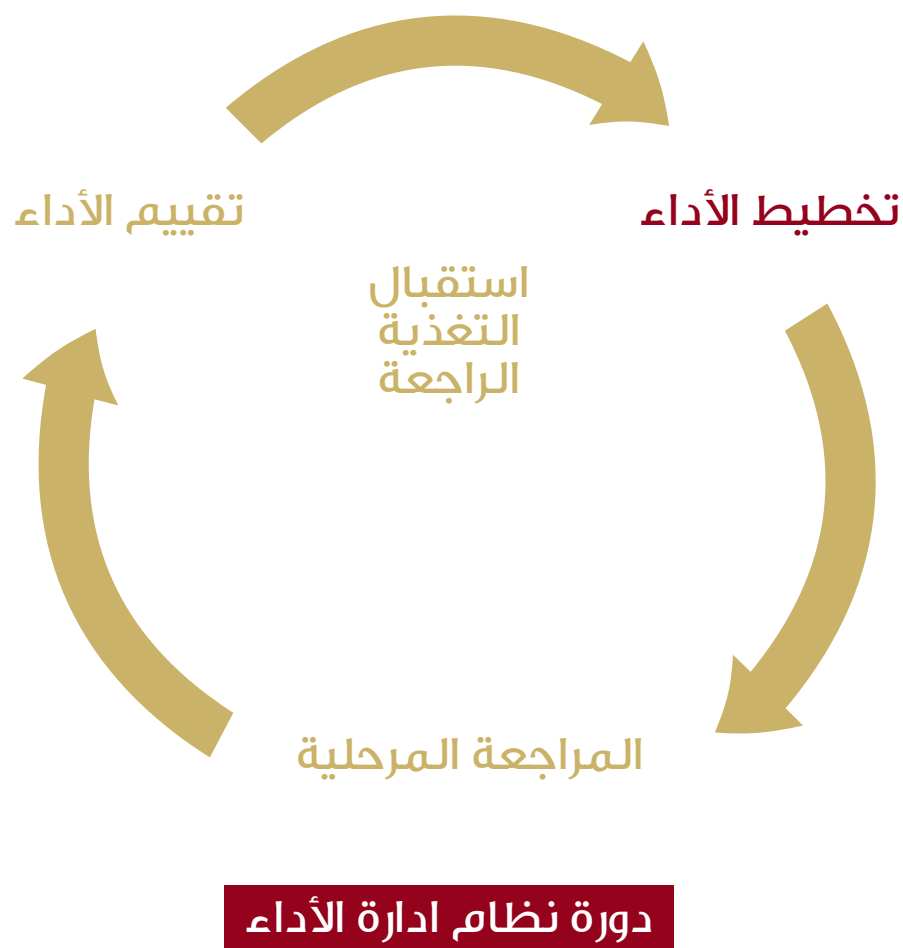 تخطيط الأداء
تقييم الأداء
استقبال
التغذية
الراجعة
المراجعة المرحلية
دورة نظام ادارة الأداء